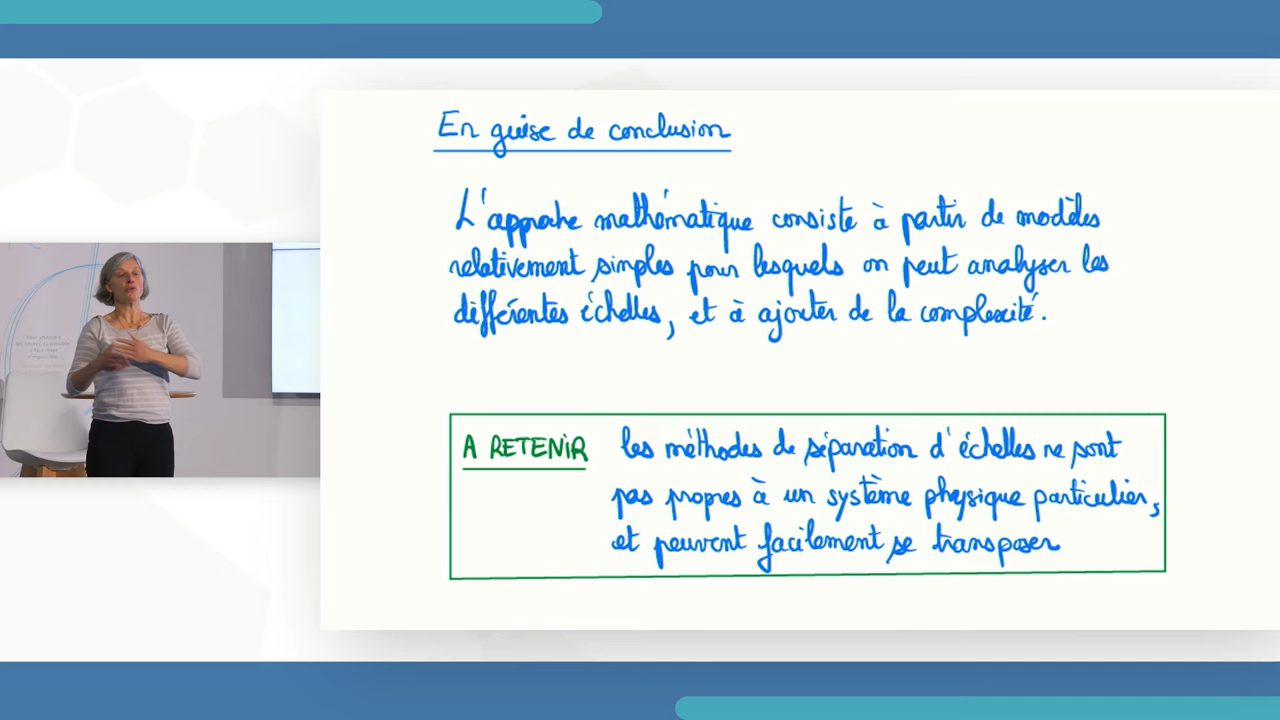 En guise de conclusion
L'approche mathématique consiste à partir de modèles
relativement simples pour lesquels on peut analyser les
différentes échelles, et à ajouter de la complexité.
A RETENIR les méthodes de séparation d'échelles ne sont
pas propres à un système physique particulier,
et peuvent facilement se transposer